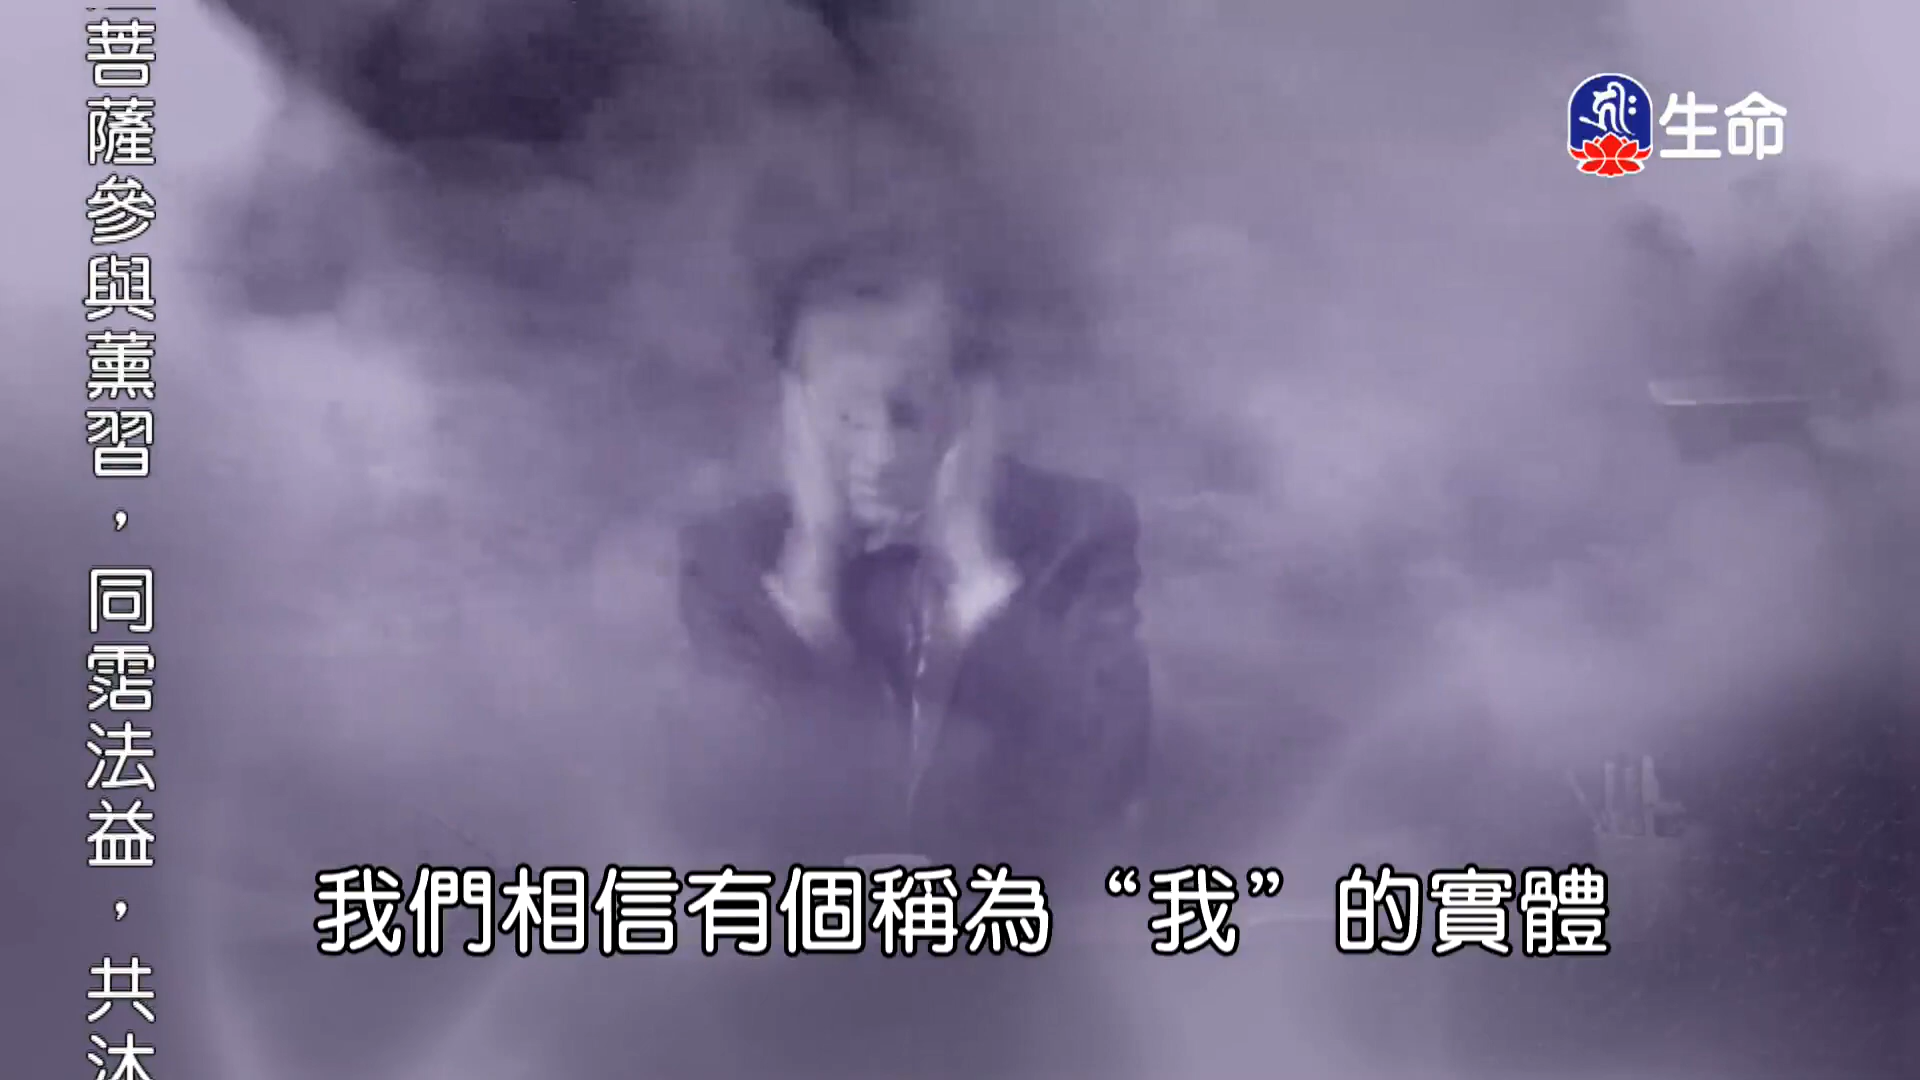 菩薩參與薰習，同霑法益，共沐
生命
我們相信有個稱為“我”的實體